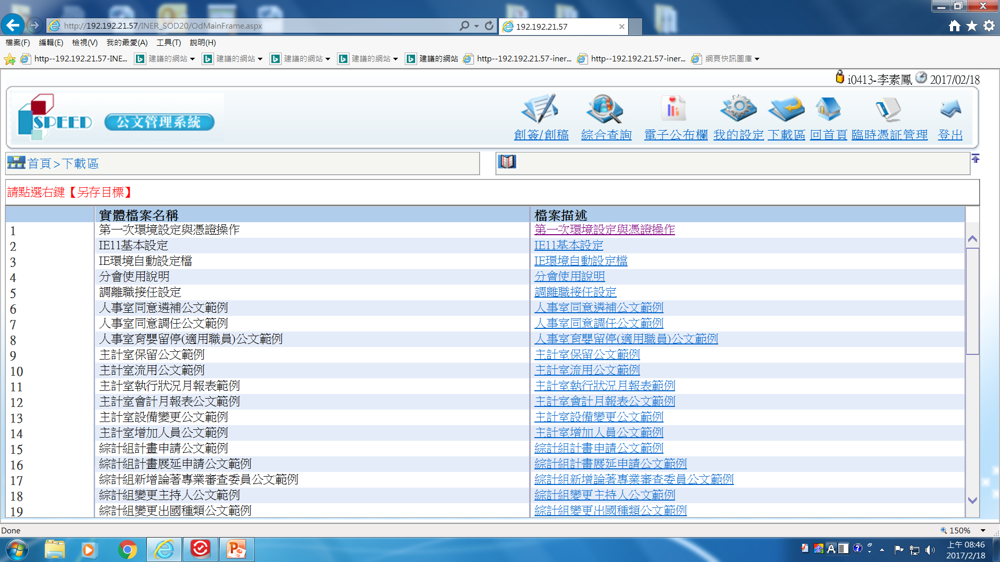 http://192.192.21.57/INER_SOD20/OdMainFrame.aspx
192.192.21.57
檔案(F) 編輯(E) 檢視(V) 我的最愛(A) 工具(T) 說明(H)
http--192.192.21.57-INE... 建議的網站 建議的網站 建議的網站 建議的網站 建議的網站 http--192.192.21.57-iner... http--192.192.21.57-iner... 網頁快訊圖庫
i0413-李素鳳 2017/02/18
SPEED 公文管理系統
創簽/創稿 綜合查詢 電子公布欄 我的設定 下載區 回首頁 臨時憑証管理 登出
首頁>下載區
請點選右鍵【另存目標】
實體檔案名稱 檔案描述
1 第一次環境設定與憑證操作 第一次環境設定與憑證操作
2 IE11基本設定 IE11基本設定
3 IE環境自動設定檔 IE環境自動設定檔
4 分會使用說明 分會使用說明
5 調離職接任設定 調離職接任設定
6 人事室同意遴補公文範例 人事室同意遴補公文範例
7 人事室同意調任公文範例 人事室同意調任公文範例
8 人事室育嬰留停(適用職員)公文範例 人事室育嬰留停(適用職員)公文範例
9 主計室保留公文範例 主計室保留公文範例
10 主計室流用公文範例 主計室流用公文範例
11 主計室執行狀況月報表範例 主計室執行狀況月報表範例
12 主計室會計月報表公文範例 主計室會計月報表公文範例
13 主計室設備變更公文範例 主計室設備變更公文範例
14 主計室增加人員公文範例 主計室增加人員公文範例
15 綜計組計畫申請公文範例 綜計組計畫申請公文範例
16 綜計組計畫展延申請公文範例 綜計組計畫展延申請公文範例
17 綜計組新增論著專業審查委員公文範例 綜計組新增論著專業審查委員公文範例
18 綜計組變更主持人公文範例 綜計組變更主持人公文範例
19 綜計組變更出國種類公文範例 綜計組變更出國種類公文範例
Done 150%
A 上午 08:46
2017/2/18